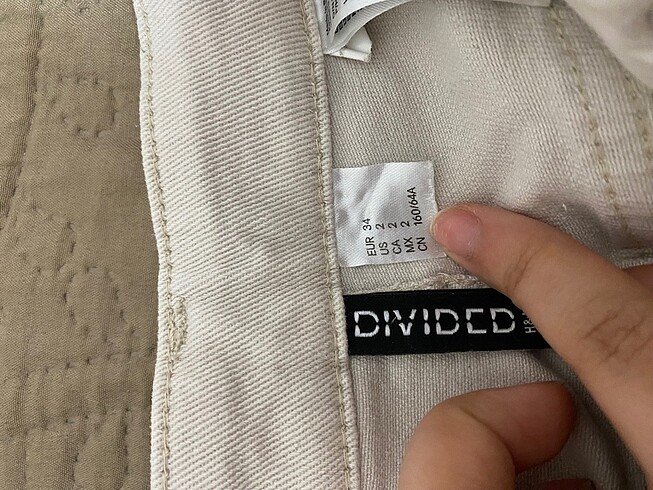 EUR 34
US 2
CA 2
MX 2
CN 160/64A
DIVIDED